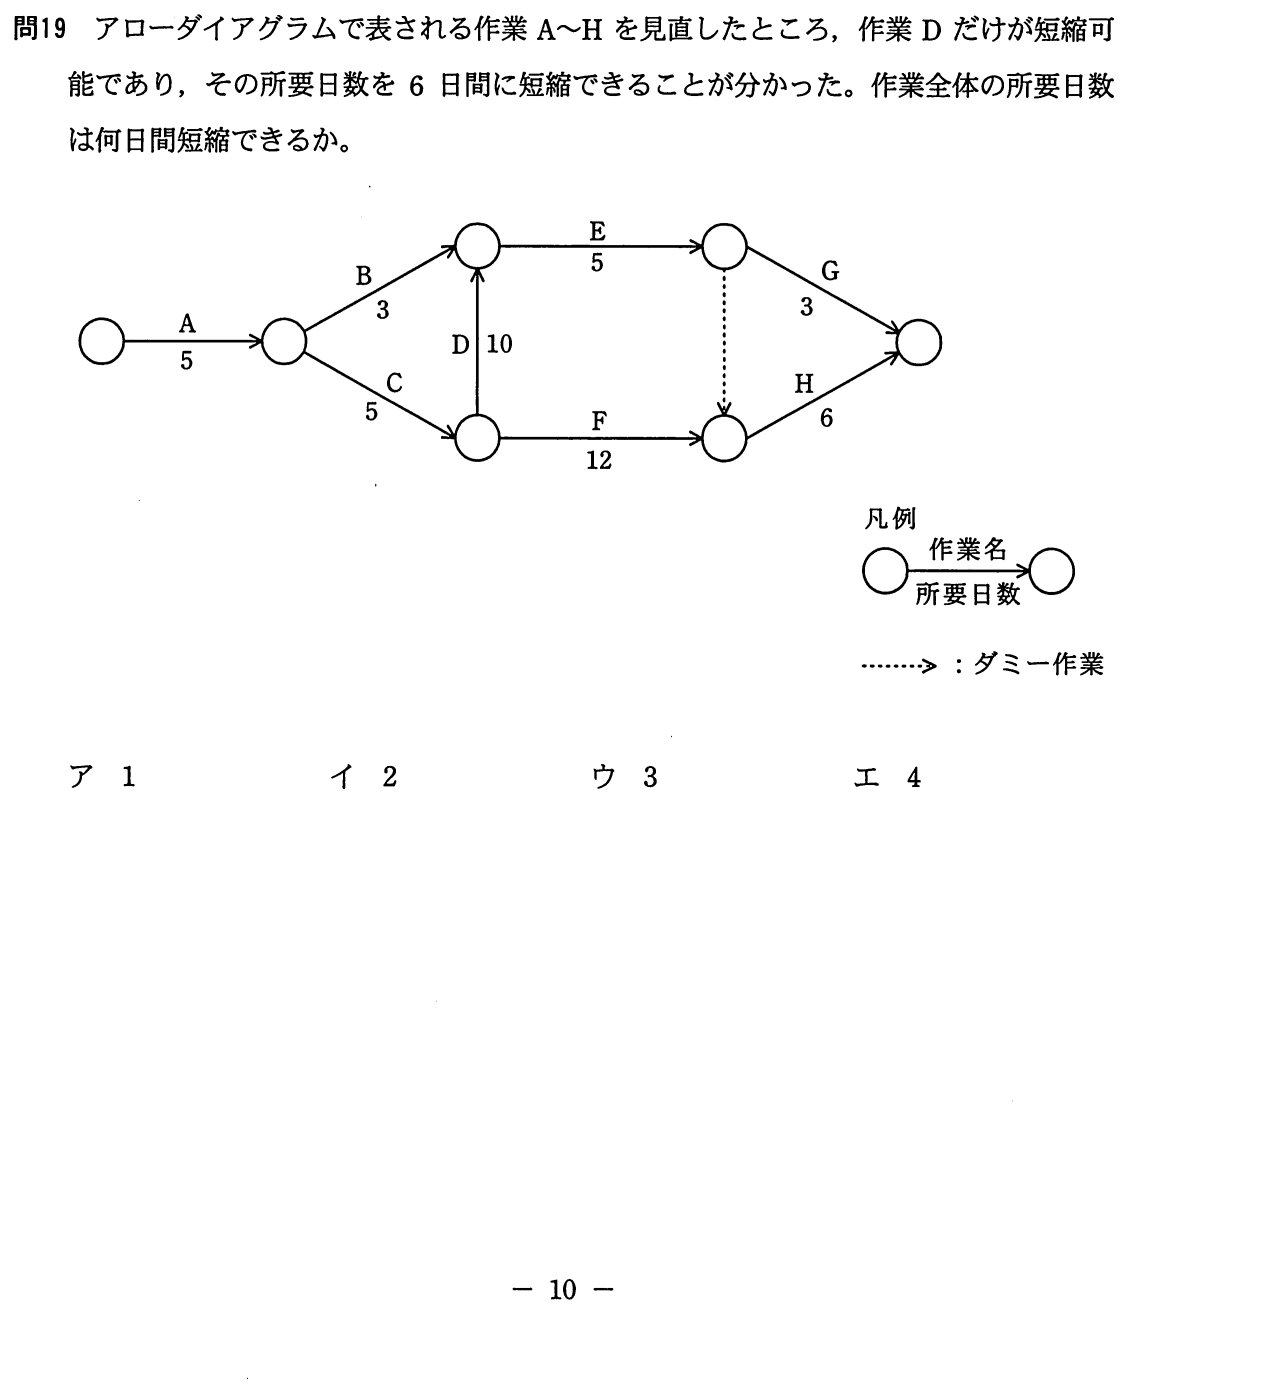 問19 アローダイアグラムで表される作業 A～H を見直したところ，作業 D だけが短縮可
能であり，その所要日数を 6 日間に短縮できることが分かった。作業全体の所要日数
は何日間短縮できるか。
E
5
B
3
G
3
A
5
D 10
C
5
H
6
F
12
凡例
作業名
所要日数
：ダミー作業
ア 1 イ 2 ウ 3 エ 4
－ 10 －